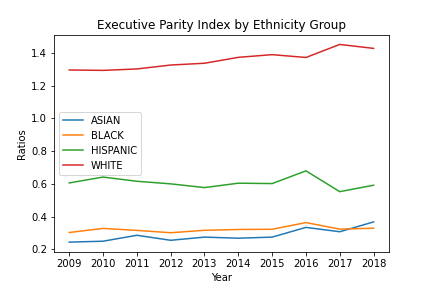 Executive Parity Index by Ethnicity Group
Ratios
1.4
1.2
1.0
0.8
0.6
0.4
0.2
ASIAN
BLACK
HISPANIC
WHITE
2009 2010 2011 2012 2013 2014 2015 2016 2017 2018
Year